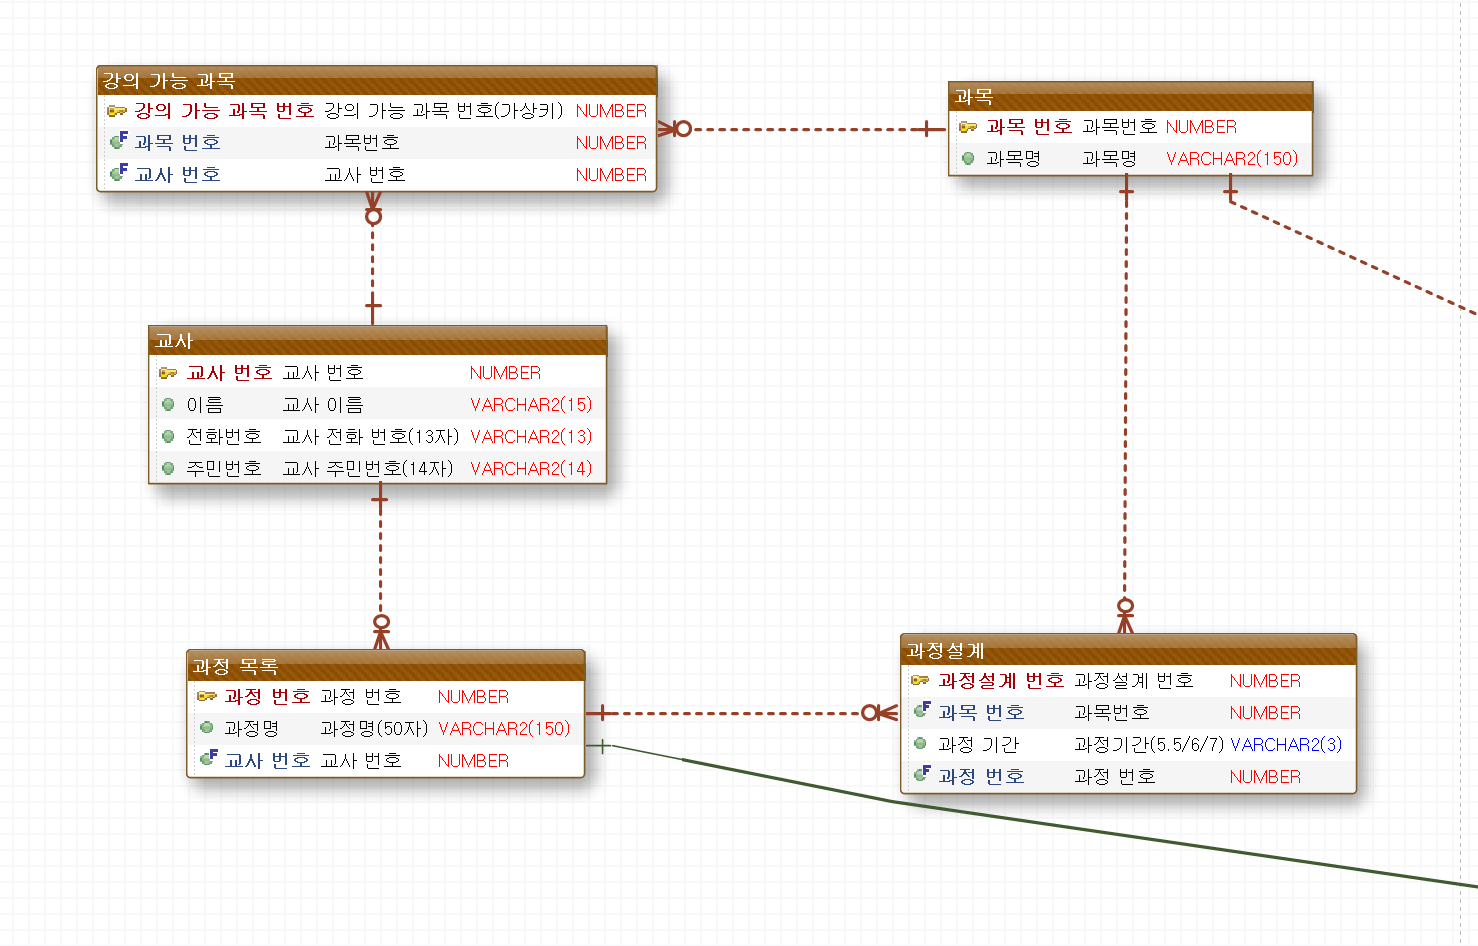 강의 가능 과목
강의 가능 과목 번호 강의 가능 과목 번호(가상키) NUMBER
과목 번호 과목번호 NUMBER
교사 번호 교사 번호 NUMBER
과목
과목 번호 과목번호 NUMBER
과목명 과목명 VARCHAR2(150)
교사
교사 번호 교사 번호 NUMBER
이름 교사 이름 VARCHAR2(15)
전화번호 교사 전화 번호(13자) VARCHAR2(13)
주민번호 교사 주민번호(14자) VARCHAR2(14)
과정 목록
과정 번호 과정 번호 NUMBER
과정명 과정명(50자) VARCHAR2(150)
교사 번호 교사 번호 NUMBER
과정설계
과정설계 번호 과정설계 번호 NUMBER
과목 번호 과목번호 NUMBER
과정 기간 과정기간(5.5/6/7) VARCHAR2(3)
과정 번호 과정 번호 NUMBER